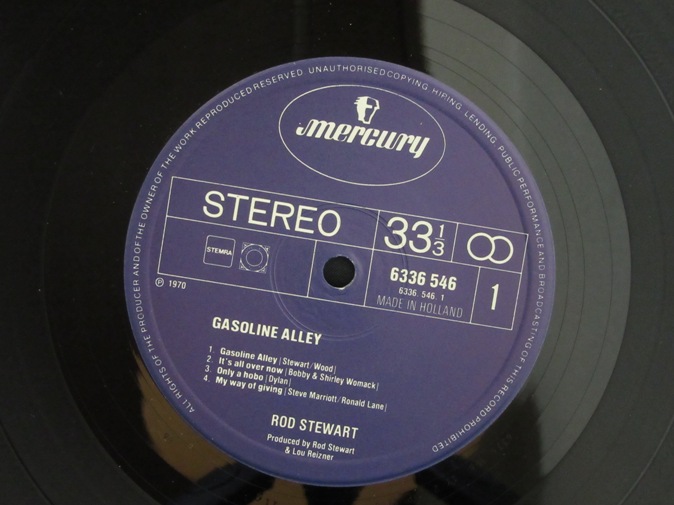 ALL RIGHTS OF THE PRODUCER AND OF THE OWNER OF THE WORK REPRODUCED RESERVED. UNAUTHORISED COPYING, HIRING, LENDING, PUBLIC PERFORMANCE AND BROADCASTING OF THIS RECORD PROHIBITED
mercury
STEREO
33 1/3
STEMRA
6336 546
6336. 546. 1
MADE IN HOLLAND
1
℗ 1970
GASOLINE ALLEY
1. Gasoline Alley |Stewart/Wood|
2. It's all over now |Bobby & Shirley Womack|
3. Only a hobo |Dylan|
4. My way of giving |Steve Marriott/Ronald Lane|
ROD STEWART
Produced by Rod Stewart
& Lou Reizner